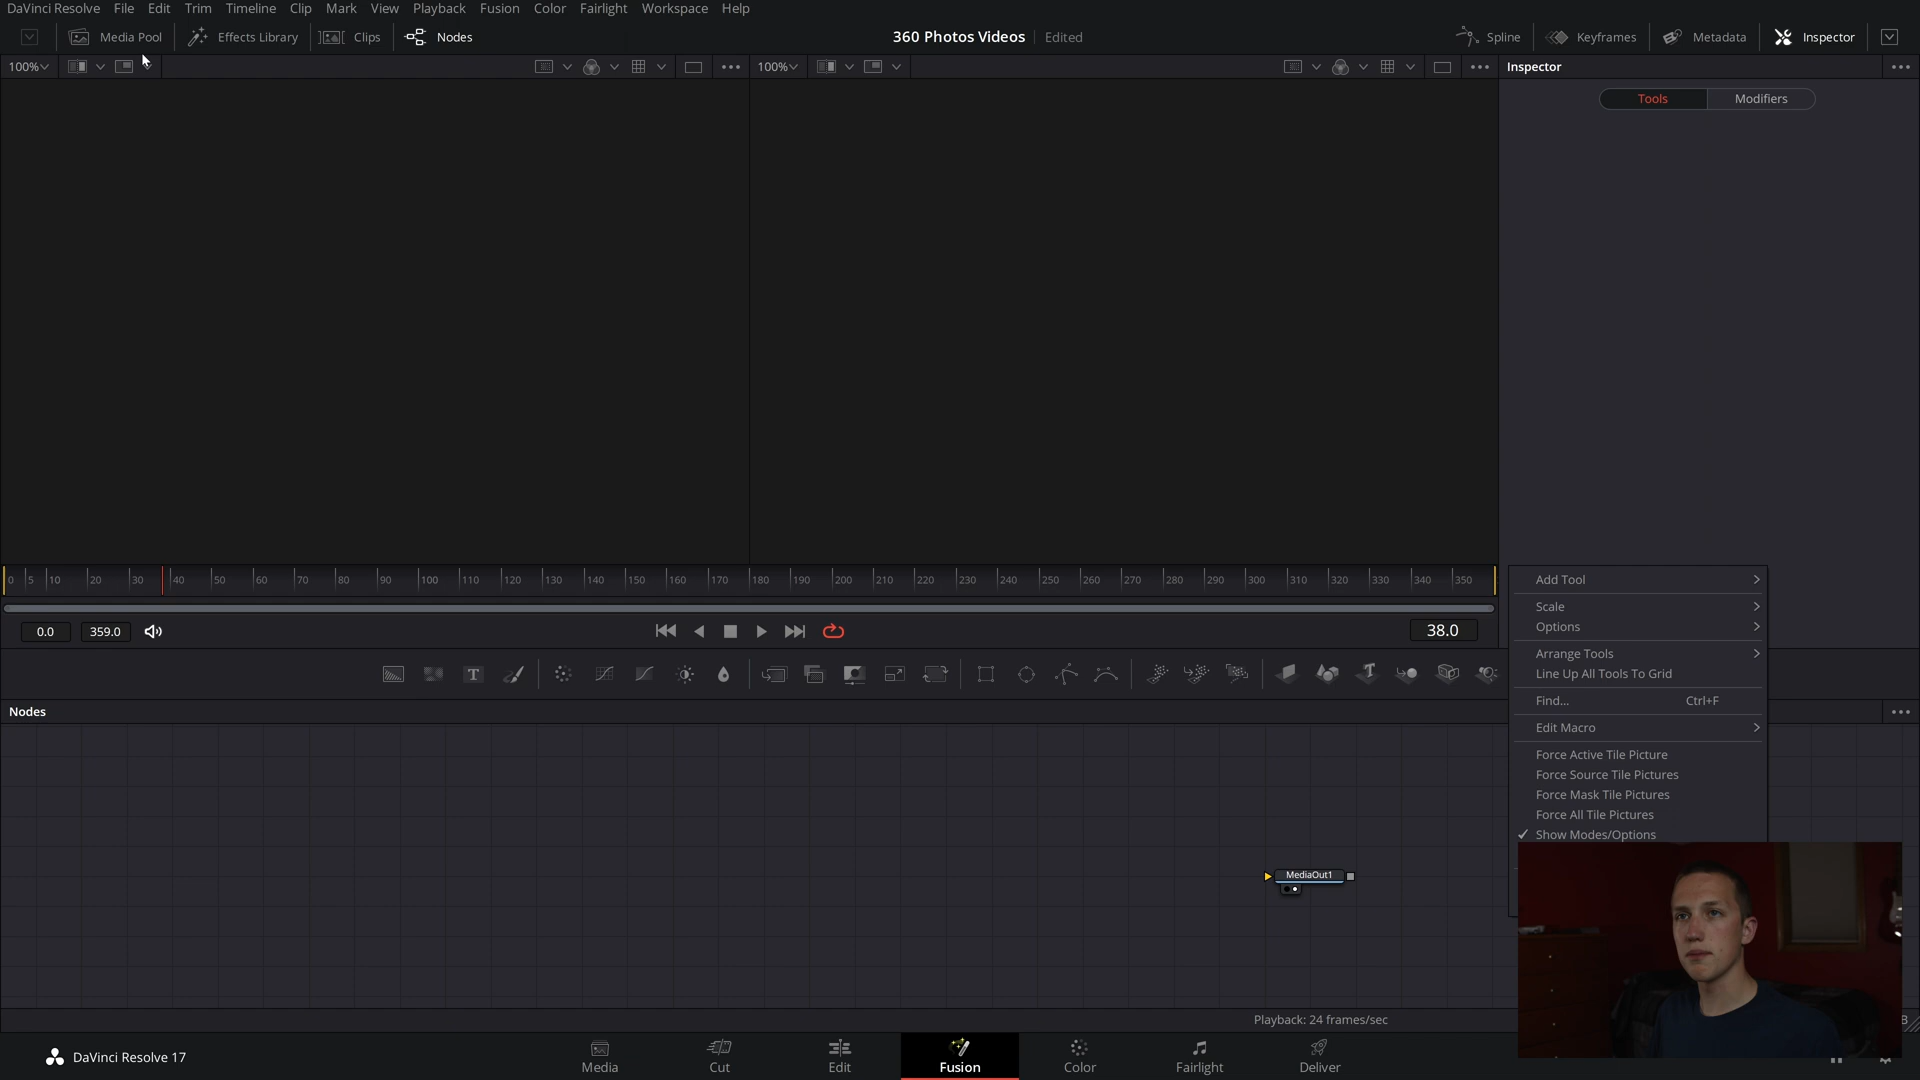 DaVinci Resolve File Edit Trim Timeline Clip Mark View Playback Fusion Color Fairlight Workspace Help
Media Pool Effects Library Clips Nodes 360 Photos Videos Edited Spline Keyframes Metadata Inspector
100% 100% Inspector
Tools Modifiers
0 5 10 20 30 40 50 60 70 80 90 100 110 120 130 140 150 160 170 180 190 200 210 220 230 240 250 260 270 280 290 300 310 320 330 340 350
0.0 359.0 38.0
Add Tool
Scale
Options
Arrange Tools
Line Up All Tools To Grid
Find... Ctrl+F
Edit Macro
Force Active Tile Picture
Force Source Tile Pictures
Force Mask Tile Pictures
Force All Tile Pictures
Show Modes/Options
T
Nodes
MediaOut1
Playback: 24 frames/sec
DaVinci Resolve 17
Media Cut Edit Fusion Color Fairlight Deliver